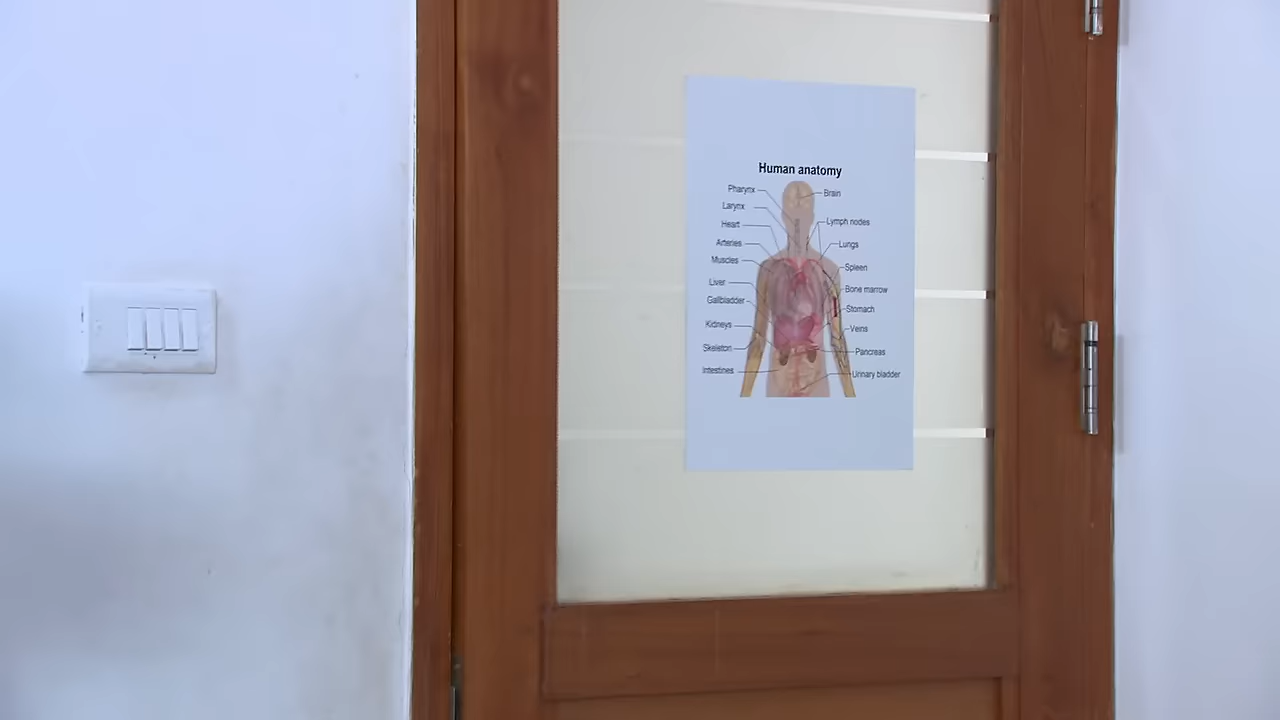 Human anatomy
Pharynx
Brain
Larynx
Lymph nodes
Heart
Arteries
Lungs
Muscles
Spleen
Liver
Bone marrow
Gallbladder
Stomach
Kidneys
Veins
Skeleton
Pancreas
Intestines
Urinary bladder